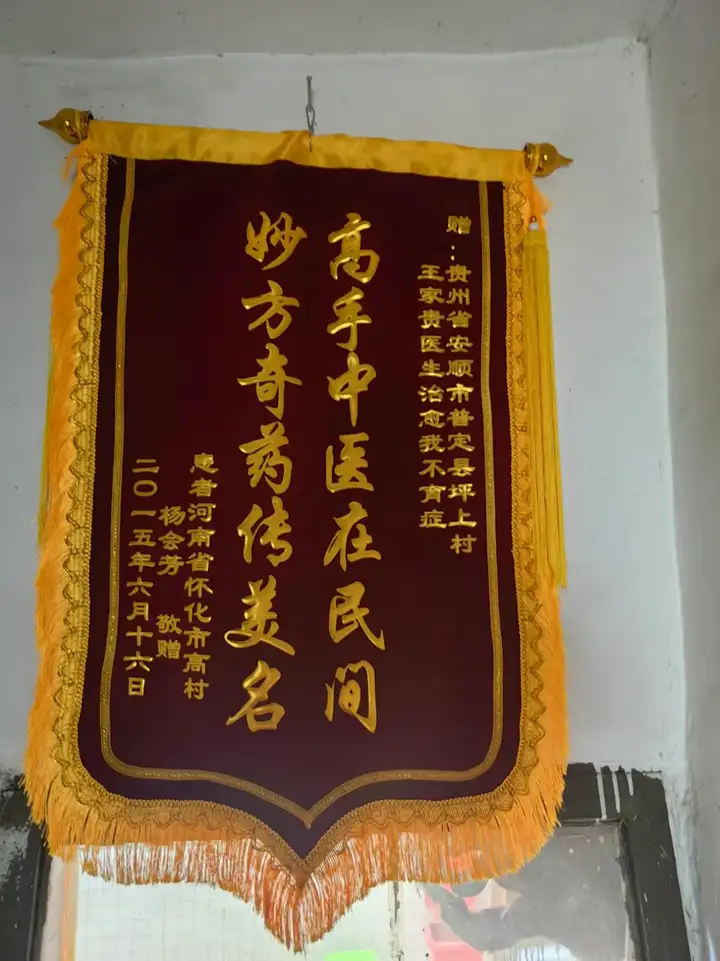 赠:贵州省安顺市普定县坪上村
王家贵医生治愈我不育症
高手中医在民间
妙方奇药传美名
患者河南省怀化市高村
杨会芳 敬赠
二〇一五年六月十六日